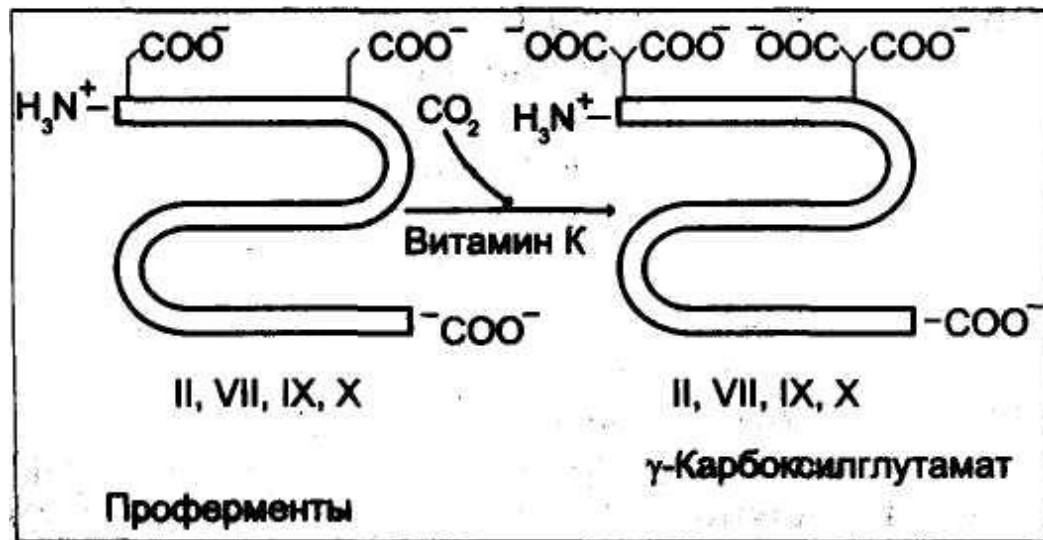 COO⁻ COO⁻ ⁻OOC COO⁻ ⁻OOC COO⁻
H₃N⁺– CO₂ H₃N⁺–
Витамин К
⁻COO⁻ -COO⁻
II, VII, IX, X II, VII, IX, X
γ-Карбоксилглутамат
Проферменты